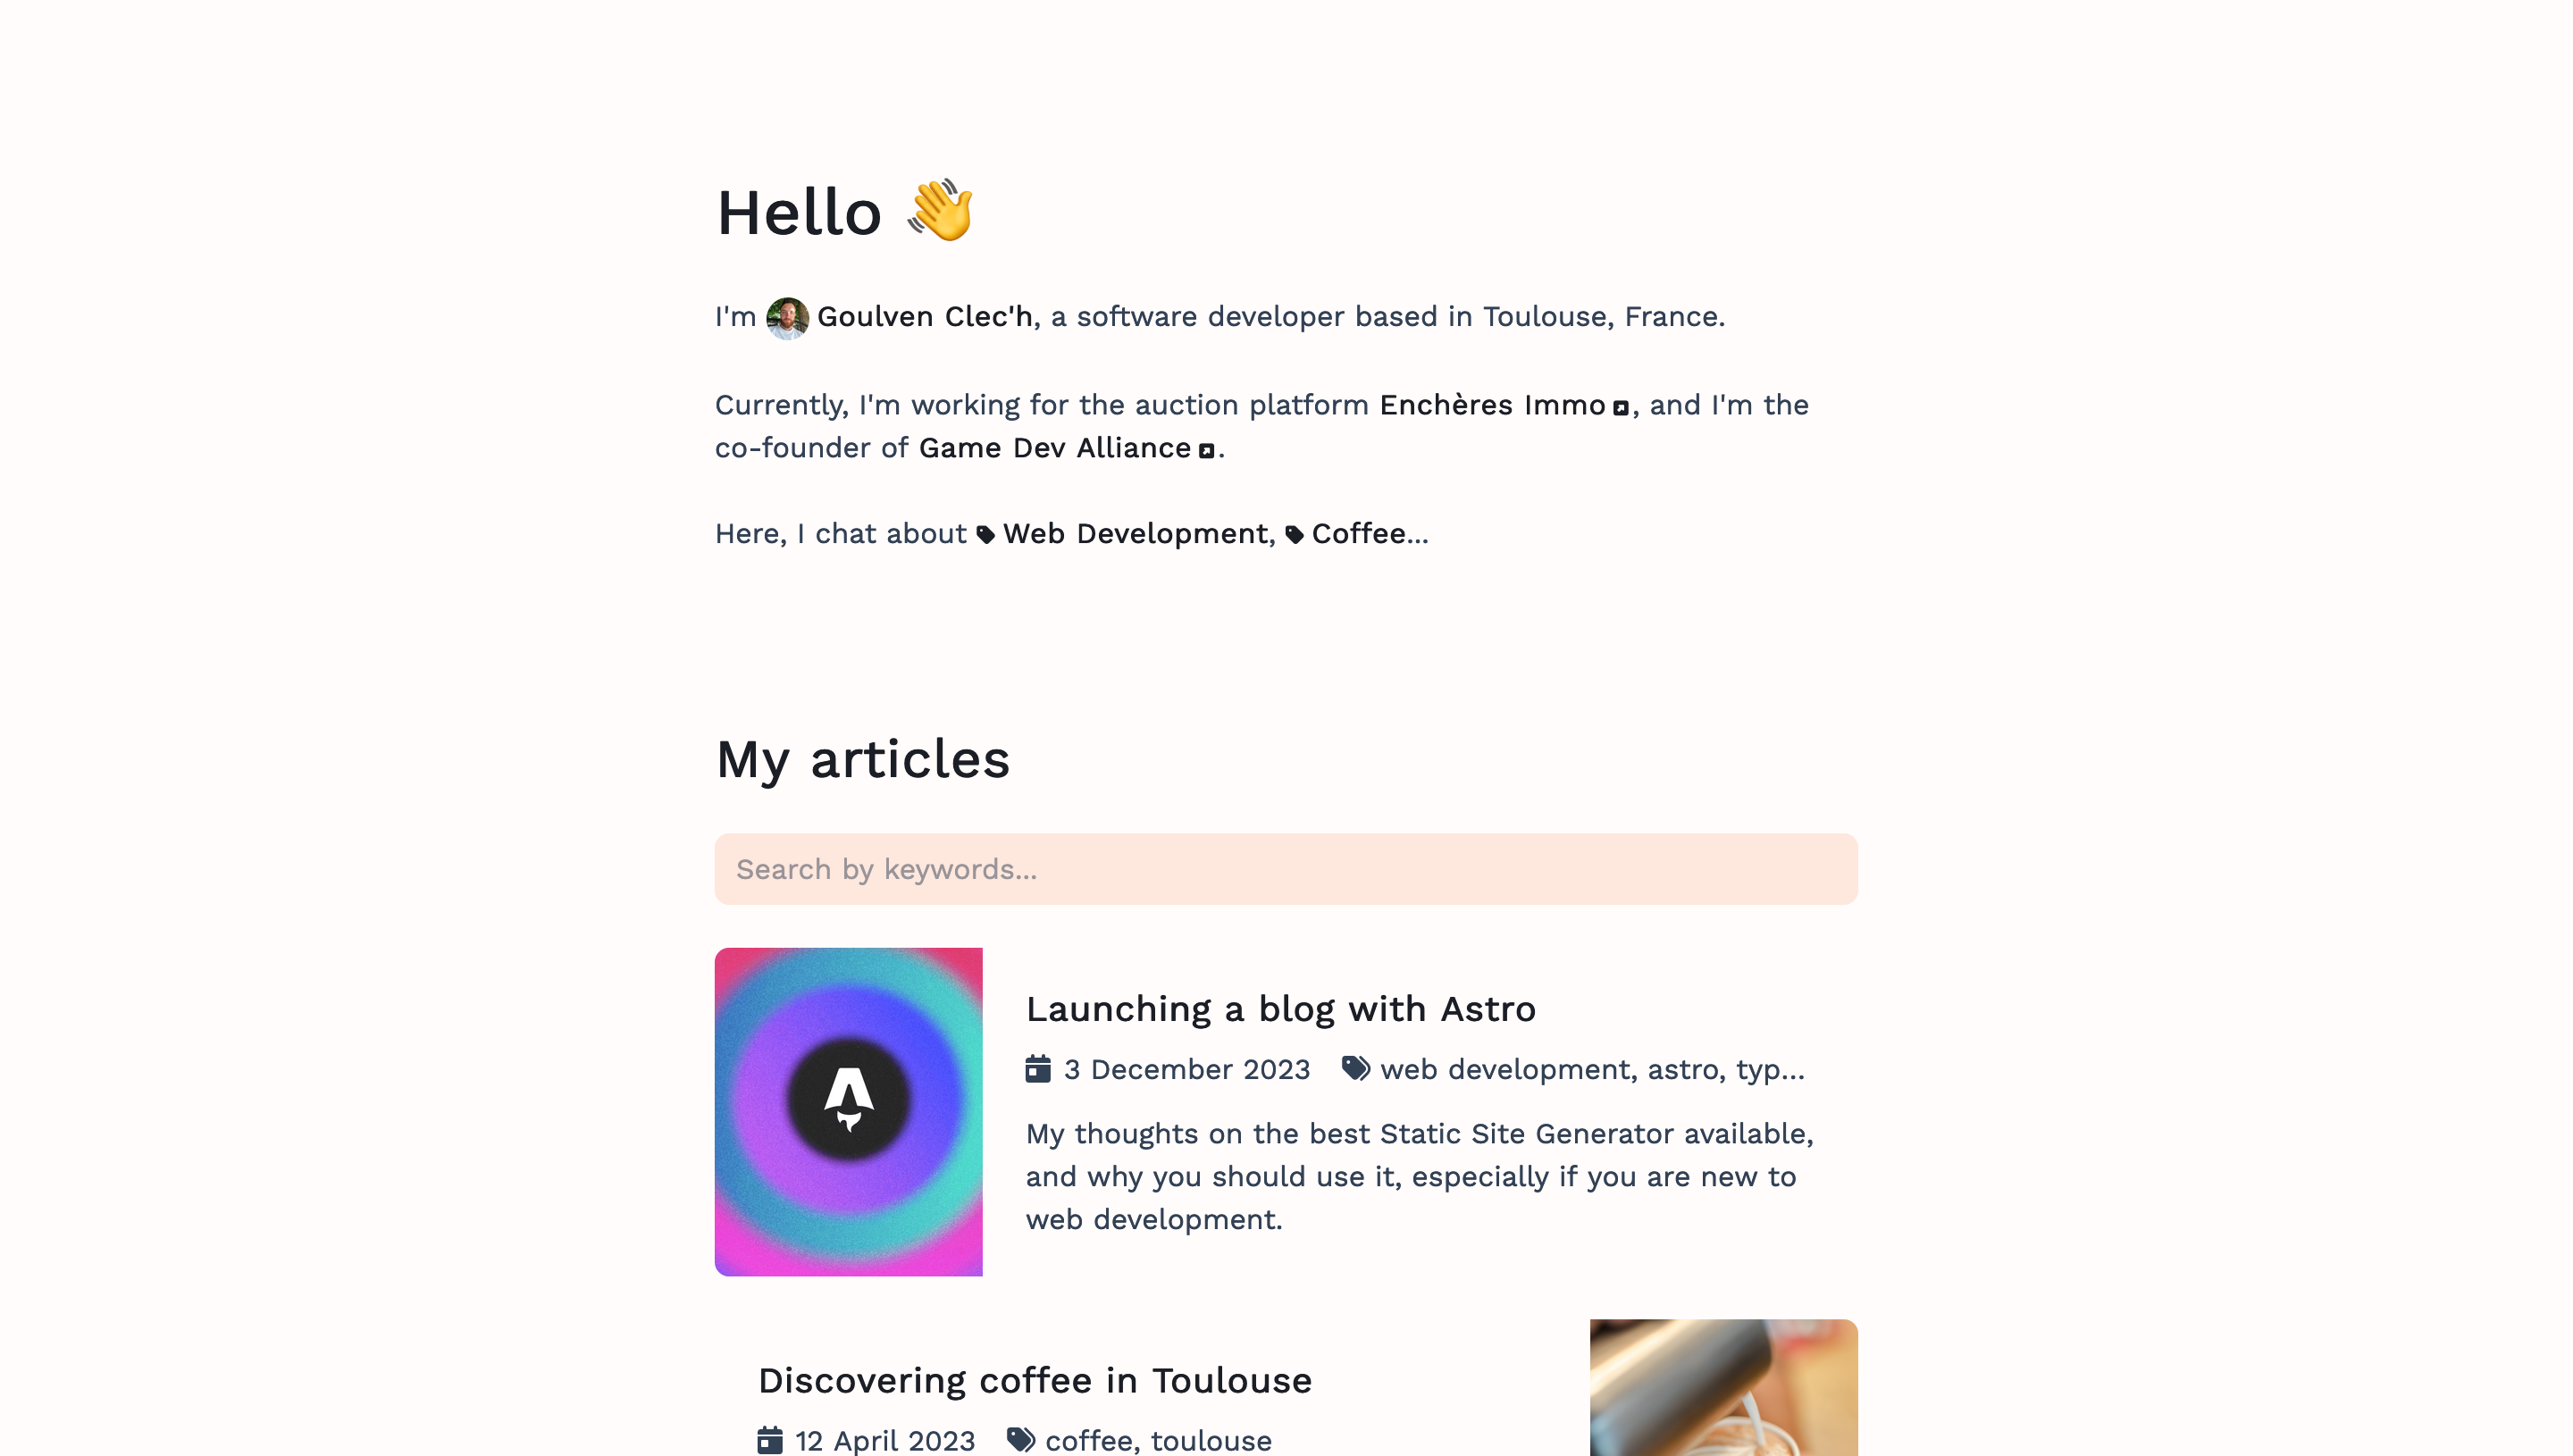 Hello 👋
I'm Goulven Clec'h, a software developer based in Toulouse, France.
Currently, I'm working for the auction platform Enchères Immo, and I'm the
co-founder of Game Dev Alliance.
Here, I chat about Web Development, Coffee...
My articles
Search by keywords...
Launching a blog with Astro
3 December 2023 web development, astro, typ...
My thoughts on the best Static Site Generator available,
and why you should use it, especially if you are new to
web development.
Discovering coffee in Toulouse
12 April 2023 coffee, toulouse